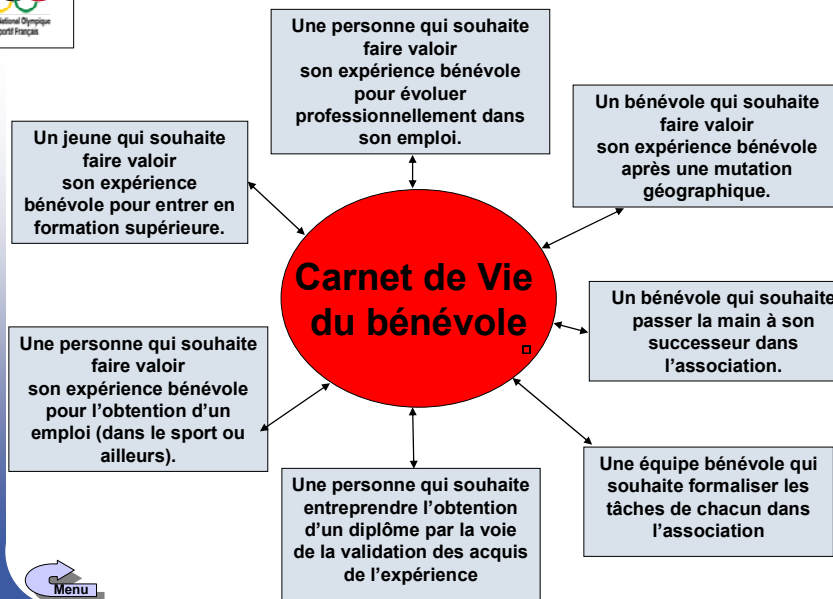 National Olympique
ortif Français
Une personne qui souhaite
faire valoir
son expérience bénévole
pour évoluer
professionnellement dans
son emploi.
Un bénévole qui souhaite
faire valoir
son expérience bénévole
après une mutation
géographique.
Un jeune qui souhaite
faire valoir
son expérience
bénévole pour entrer en
formation supérieure.
Carnet de Vie
du bénévole
Un bénévole qui souhaite
passer la main à son
successeur dans
l’association.
Une personne qui souhaite
faire valoir
son expérience bénévole
pour l’obtention d’un
emploi (dans le sport ou
ailleurs).
Une équipe bénévole qui
souhaite formaliser les
tâches de chacun dans
l’association
Une personne qui souhaite
entreprendre l’obtention
d’un diplôme par la voie
de la validation des acquis
de l’expérience
Menu